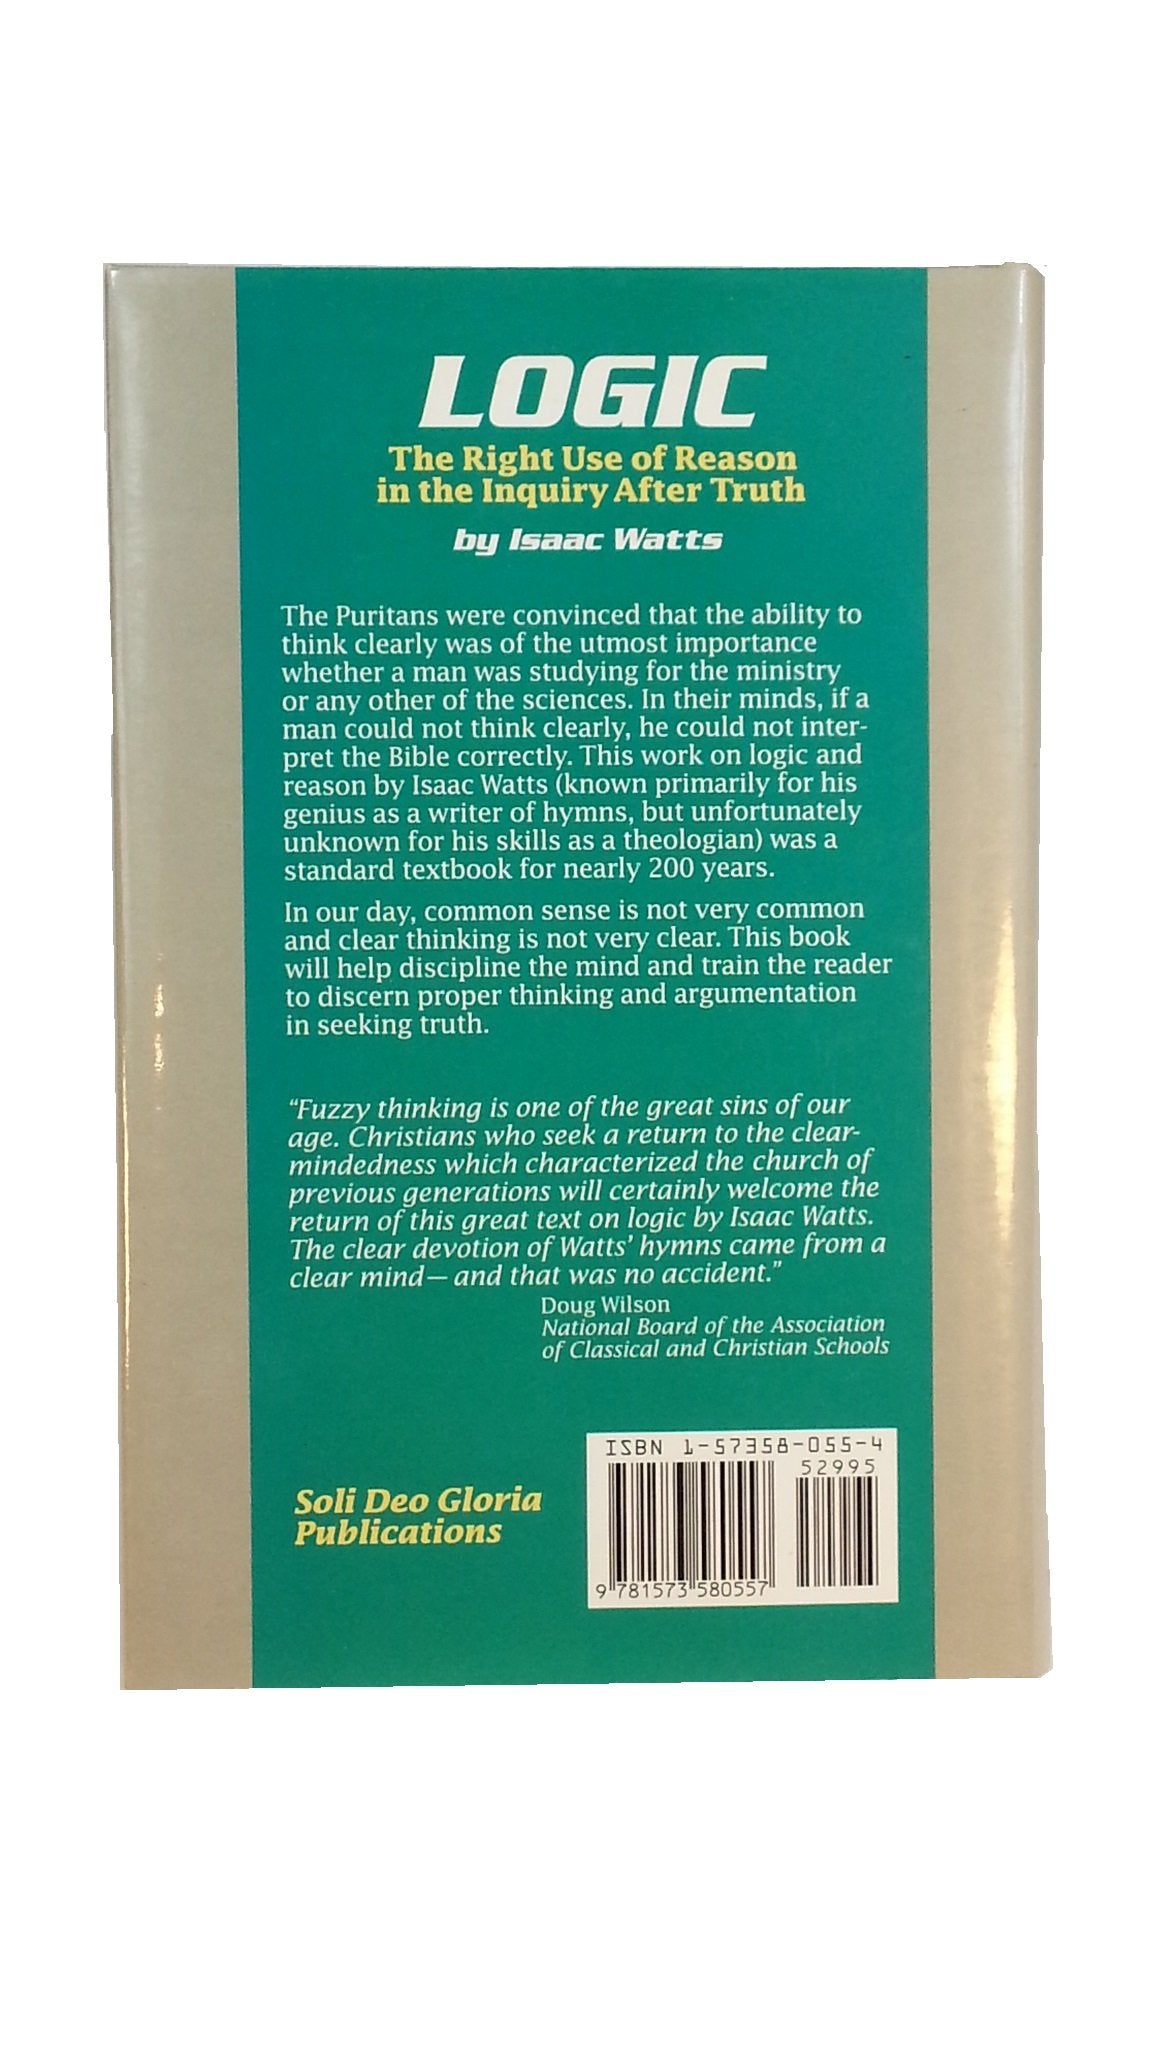 LOGIC
The Right Use of Reason
in the Inquiry After Truth
by Isaac Watts
The Puritans were convinced that the ability to
think clearly was of the utmost importance
whether a man was studying for the ministry
or any other of the sciences. In their minds, if a
man could not think clearly, he could not inter-
pret the Bible correctly. This work on logic and
reason by Isaac Watts (known primarily for his
genius as a writer of hymns, but unfortunately
unknown for his skills as a theologian) was a
standard textbook for nearly 200 years.
In our day, common sense is not very common
and clear thinking is not very clear. This book
will help discipline the mind and train the reader
to discern proper thinking and argumentation
in seeking truth.
“Fuzzy thinking is one of the great sins of our
age. Christians who seek a return to the clear-
mindedness which characterized the church of
previous generations will certainly welcome the
return of this great text on logic by Isaac Watts.
The clear devotion of Watts’ hymns came from a
clear mind—and that was no accident.”
Doug Wilson
National Board of the Association
of Classical and Christian Schools
Soli Deo Gloria
Publications
ISBN 1-57358-055-4
52995
9 781573 580557